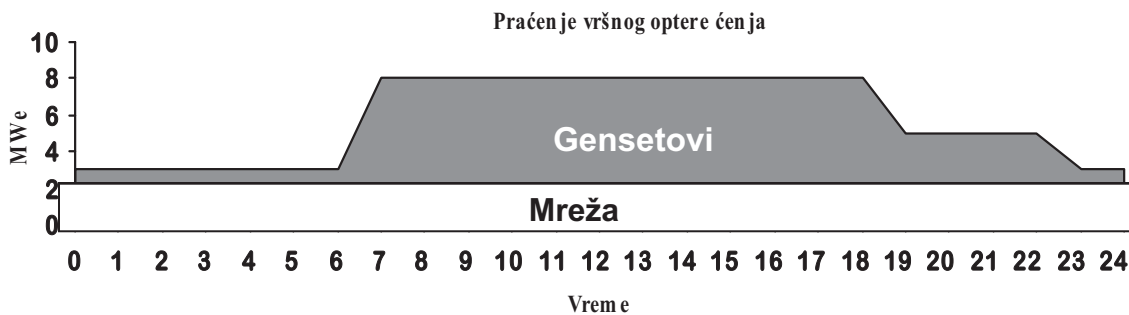 Praćenje vršnog opterećenja
10
8
6
4
2
0
MWe
Gensetovi
Mreža
0 1 2 3 4 5 6 7 8 9 10 11 12 13 14 15 16 17 18 19 20 21 22 23 24
Vreme